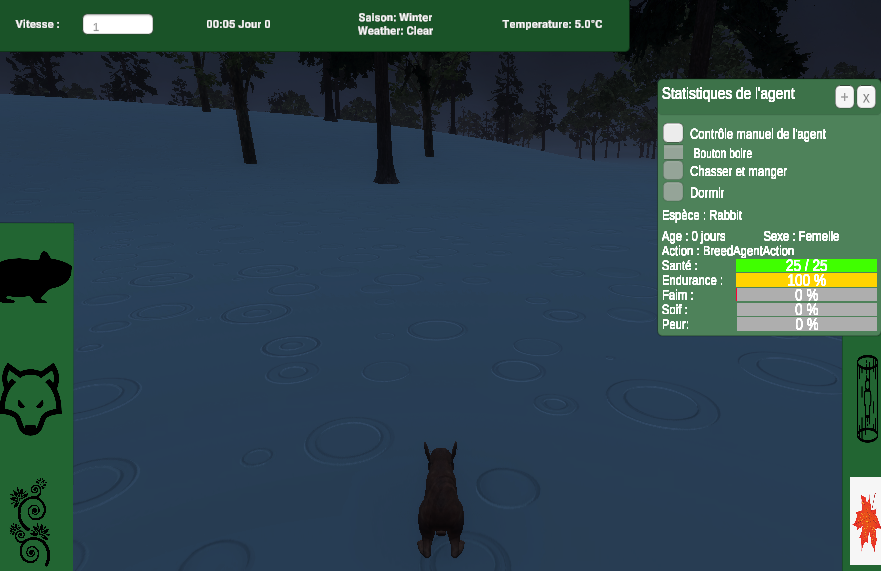 Vitesse :
1
00:05 Jour 0
Saison: Winter
Weather: Clear
Temperature: 5.0°C
Statistiques de l'agent
+
x
Contrôle manuel de l'agent
Bouton boire
Chasser et manger
Dormir
Espèce : Rabbit
Age : 0 jours Sexe : Femelle
Action : BreedAgentAction
Santé : 25 / 25
Endurance : 100 %
Faim : 0 %
Soif : 0 %
Peur: 0 %